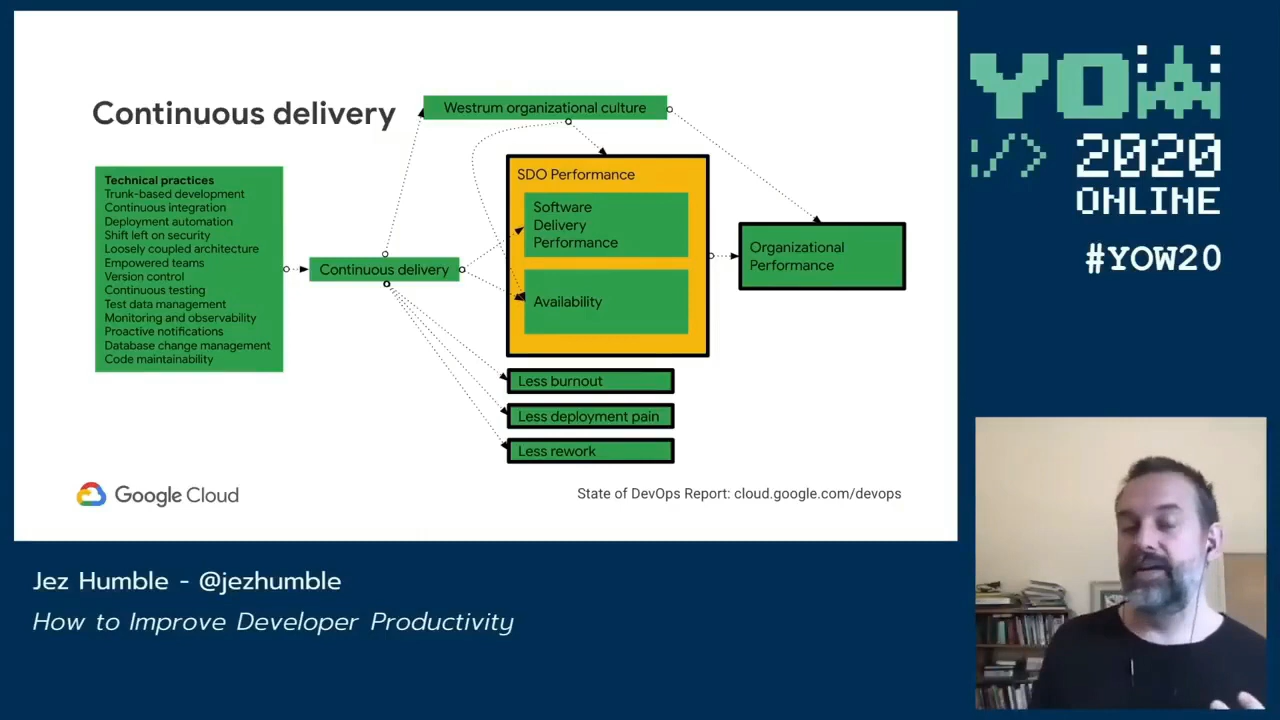 Continuous delivery
Westrum organizational culture
Technical practices
Trunk-based development
Continuous integration
Deployment automation
Shift left on security
Loosely coupled architecture
Empowered teams
Version control
Continuous testing
Test data management
Monitoring and observability
Proactive notifications
Database change management
Code maintainability
Continuous delivery
SDO Performance
Software
Delivery
Performance
Availability
Organizational
Performance
Less burnout
Less deployment pain
Less rework
Google Cloud
State of DevOps Report: cloud.google.com/devops
YOW
:/> 2020
ONLINE
#YOW20
Jez Humble - @jezhumble
How to Improve Developer Productivity